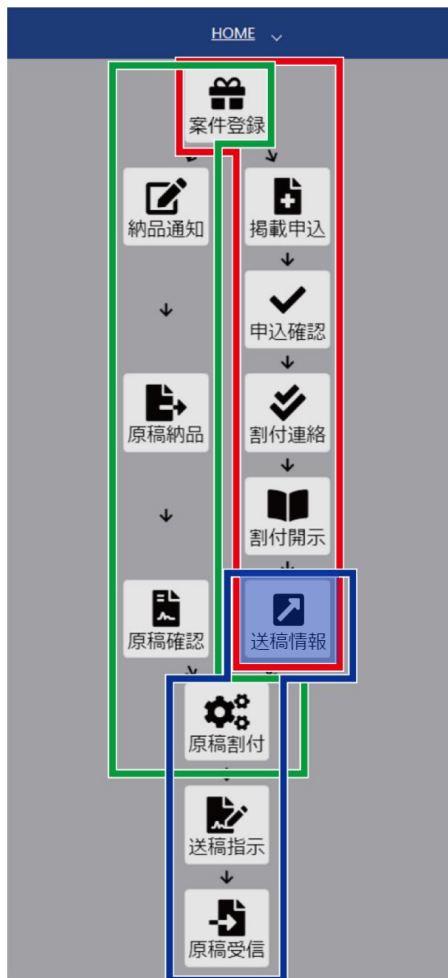 HOME
案件登録
納品通知
掲載申込
申込確認
原稿納品
割付連絡
割付開示
原稿確認
送稿情報
原稿割付
送稿指示
原稿受信